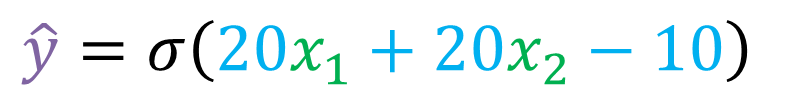 ŷ = σ(20x₁ + 20x₂ − 10)